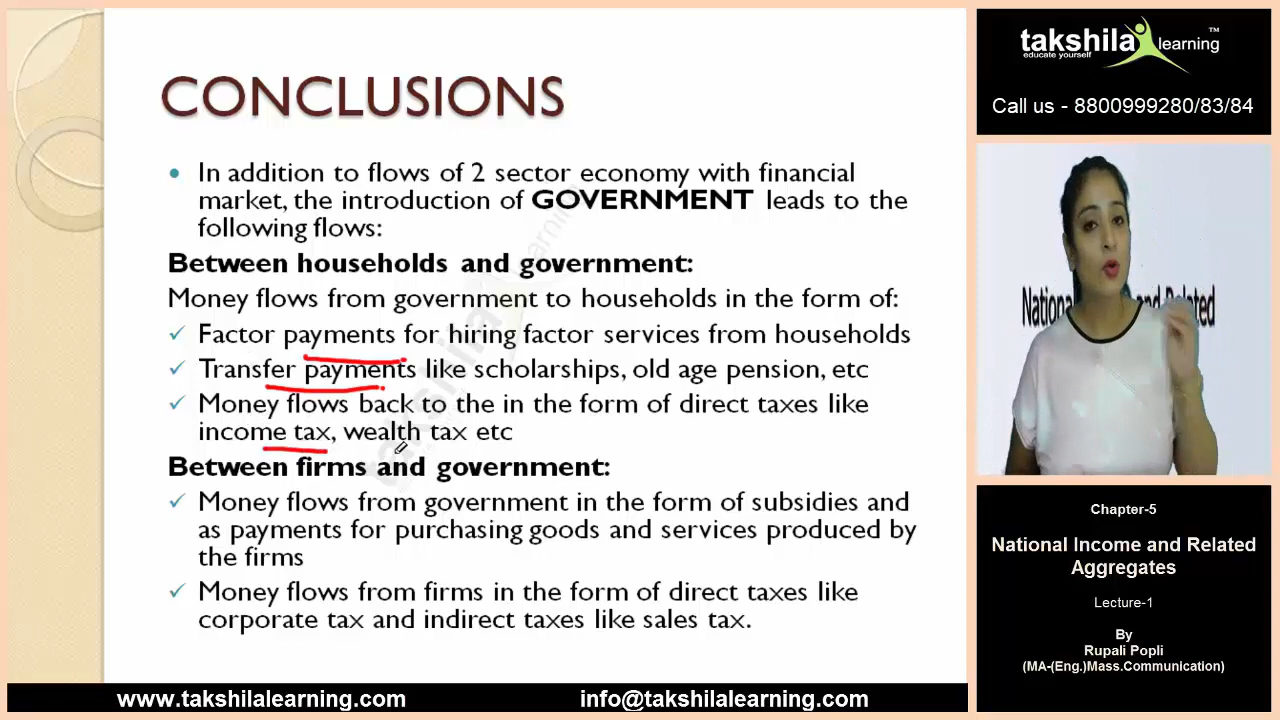 CONCLUSIONS
In addition to flows of 2 sector economy with financial
market, the introduction of GOVERNMENT leads to the
following flows:
Between households and government:
Money flows from government to households in the form of:
Factor payments for hiring factor services from households
Transfer payments like scholarships, old age pension, etc
Money flows back to the in the form of direct taxes like
income tax, wealth tax etc
Between firms and government:
Money flows from government in the form of subsidies and
as payments for purchasing goods and services produced by
the firms
Money flows from firms in the form of direct taxes like
corporate tax and indirect taxes like sales tax.
www.takshilalearning.com
info@takshilalearning.com
takshila learning™
educate yourself
Call us - 8800999280/83/84
National and Related
Chapter-5
National Income and Related
Aggregates
Lecture-1
By
Rupali Popli
(MA-(Eng.)Mass.Communication)